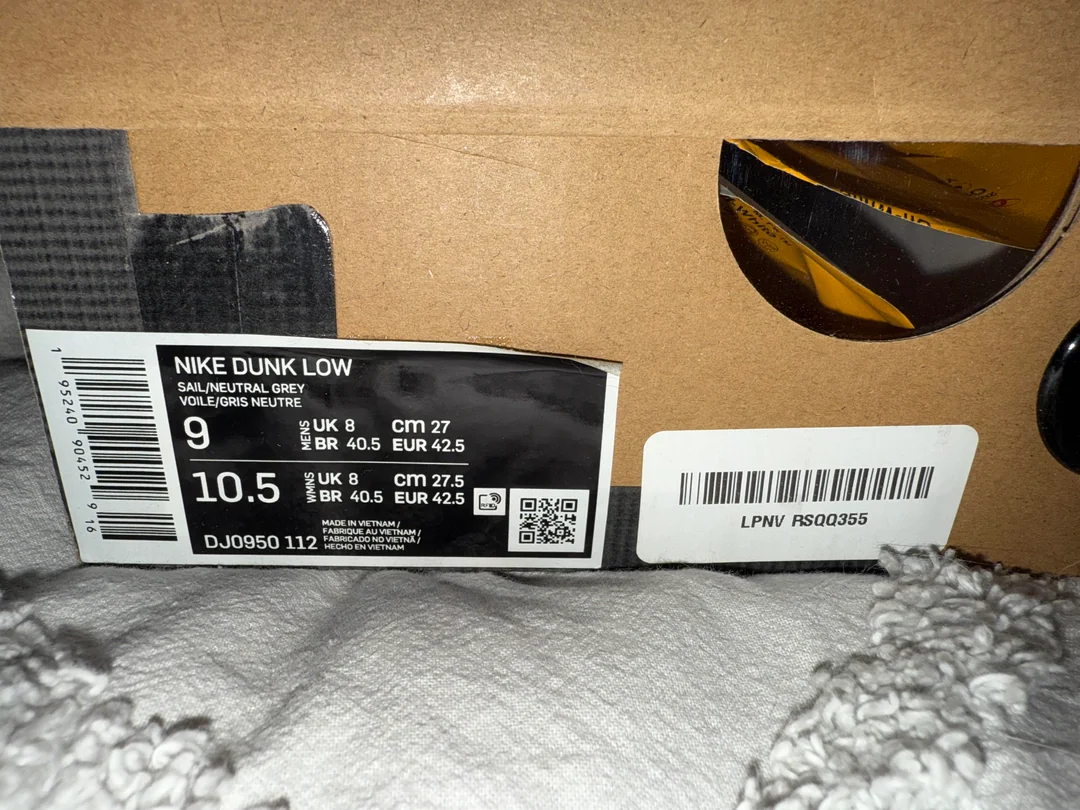 NIKE DUNK LOW
SAIL/NEUTRAL GREY
VOILE/GRIS NEUTRE
9 MENS UK 8 cm 27
BR 40.5 EUR 42.5
10.5 WMNS UK 8 cm 27.5
BR 40.5 EUR 42.5
MADE IN VIETNAM /
FABRIQUE AU VIETNAM /
FABRICADO NO VIETNÃ /
HECHO EN VIETNAM
DJ0950 112
1 95240 90452 9 16
RFID
LPNV RSQQ355
White